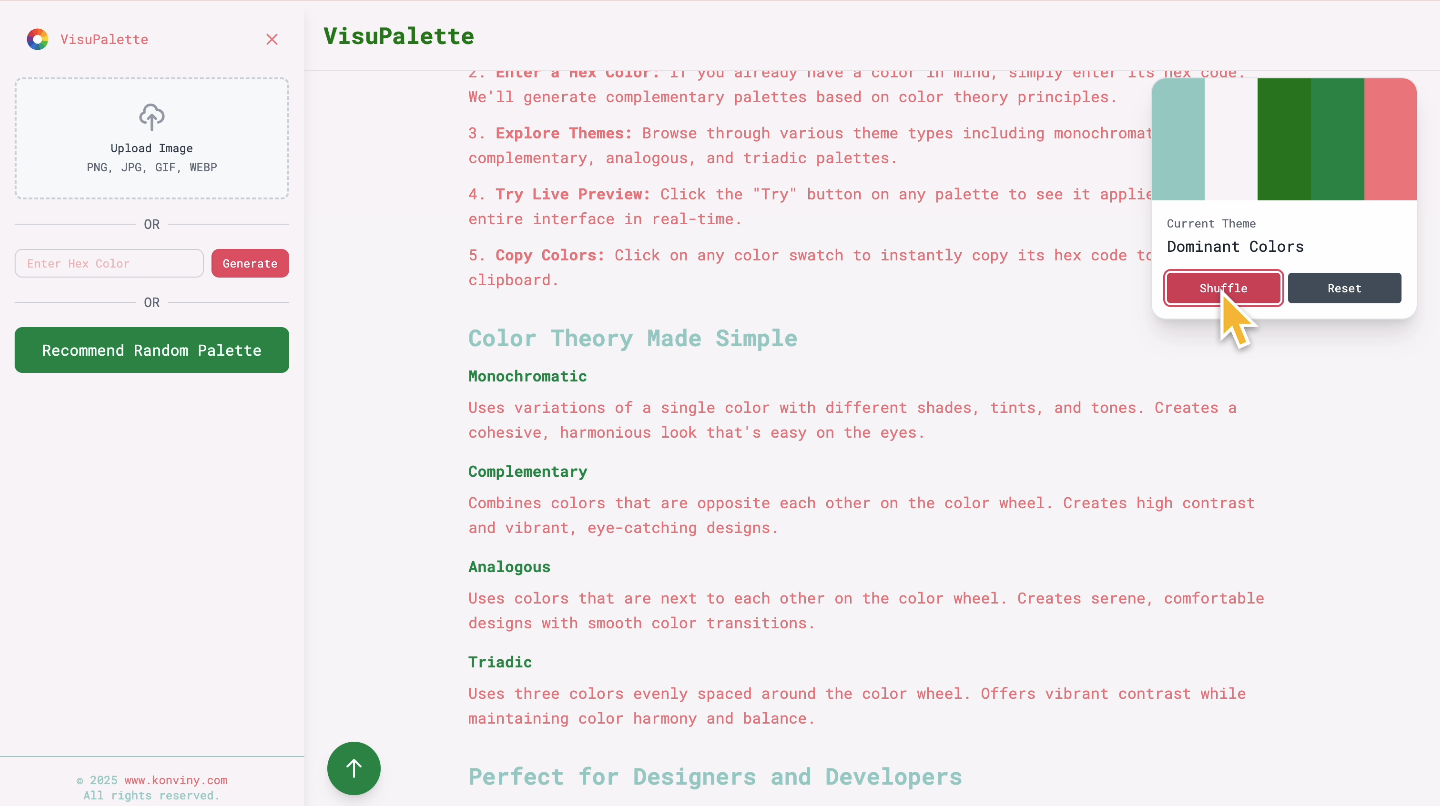 VisuPalette
Upload Image
PNG, JPG, GIF, WEBP
OR
Enter Hex Color
Generate
OR
Recommend Random Palette
© 2025 www.konviny.com
All rights reserved.
VisuPalette
2. Enter a Hex Color: If you already have a color in mind, simply enter its hex code.
We'll generate complementary palettes based on color theory principles.
3. Explore Themes: Browse through various theme types including monochromat
complementary, analogous, and triadic palettes.
4. Try Live Preview: Click the "Try" button on any palette to see it applie
entire interface in real-time.
5. Copy Colors: Click on any color swatch to instantly copy its hex code to
clipboard.
Color Theory Made Simple
Monochromatic
Uses variations of a single color with different shades, tints, and tones. Creates a
cohesive, harmonious look that's easy on the eyes.
Complementary
Combines colors that are opposite each other on the color wheel. Creates high contrast
and vibrant, eye-catching designs.
Analogous
Uses colors that are next to each other on the color wheel. Creates serene, comfortable
designs with smooth color transitions.
Triadic
Uses three colors evenly spaced around the color wheel. Offers vibrant contrast while
maintaining color harmony and balance.
Perfect for Designers and Developers
Current Theme
Dominant Colors
Shuffle
Reset